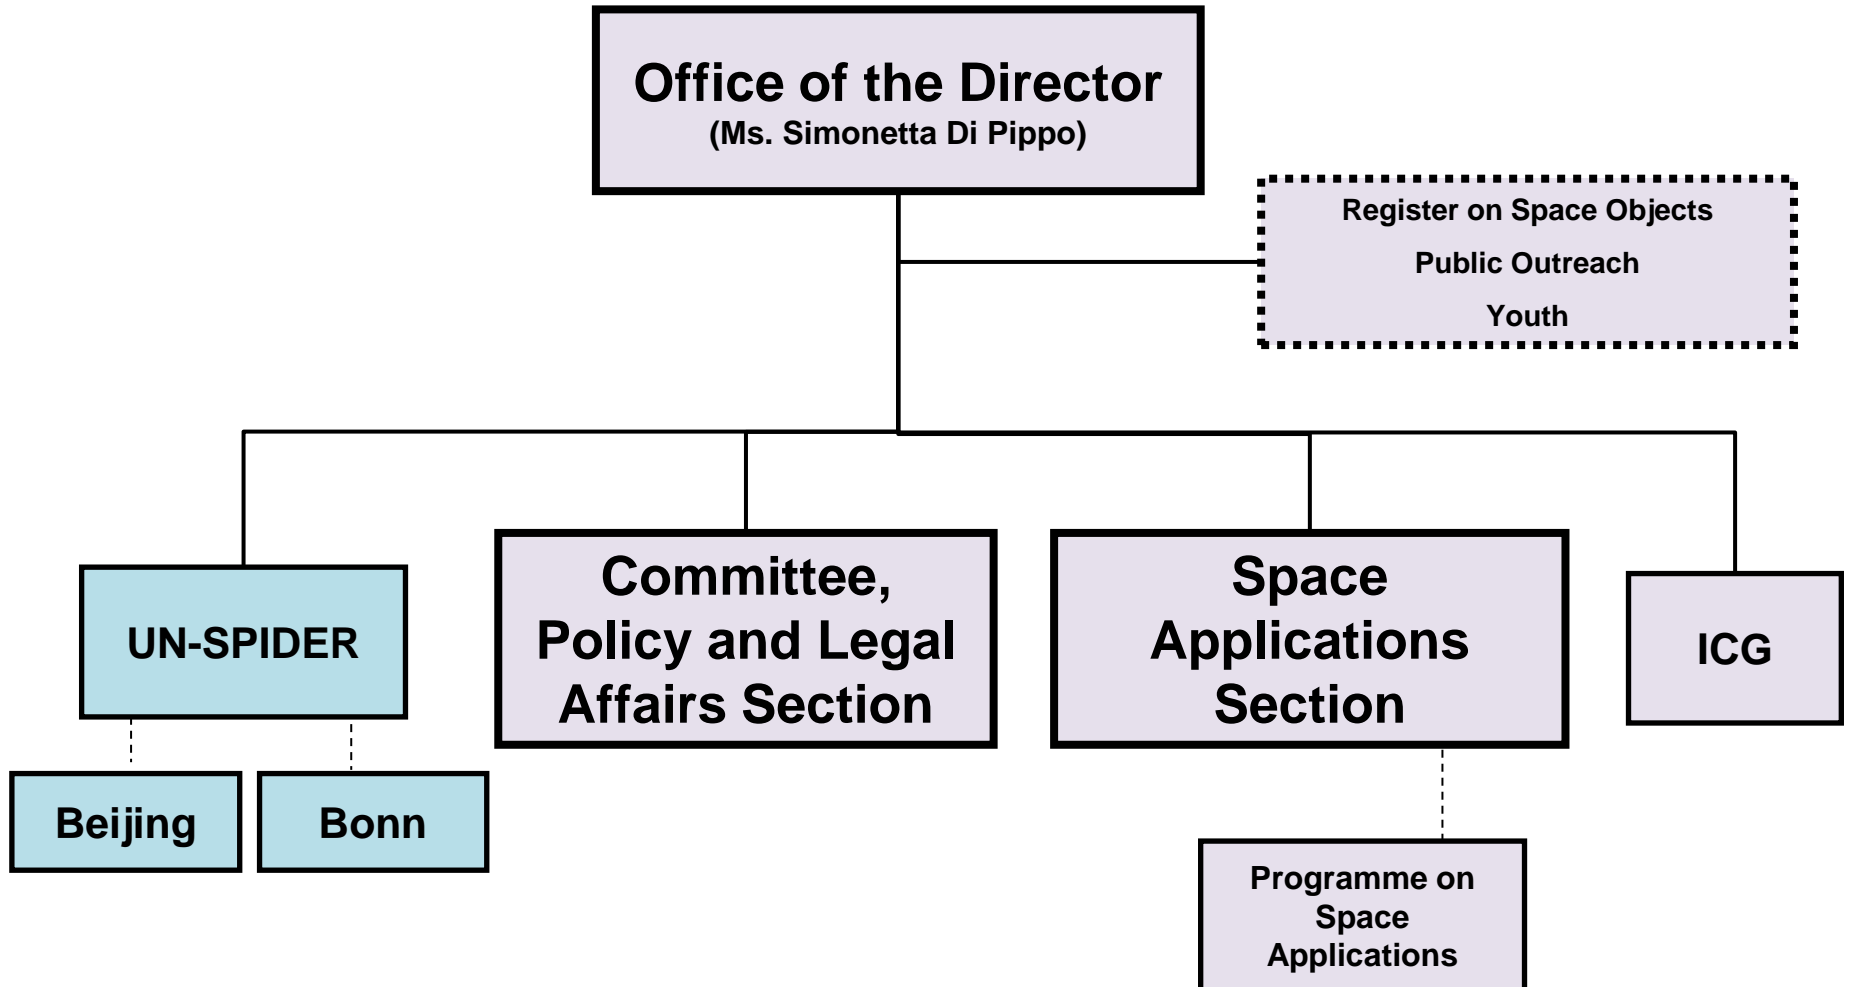 Office of the Director
(Ms. Simonetta Di Pippo)
Register on Space Objects
Public Outreach
Youth
UN-SPIDER
Committee,
Policy and Legal
Affairs Section
Space
Applications
Section
ICG
Beijing
Bonn
Programme on
Space
Applications